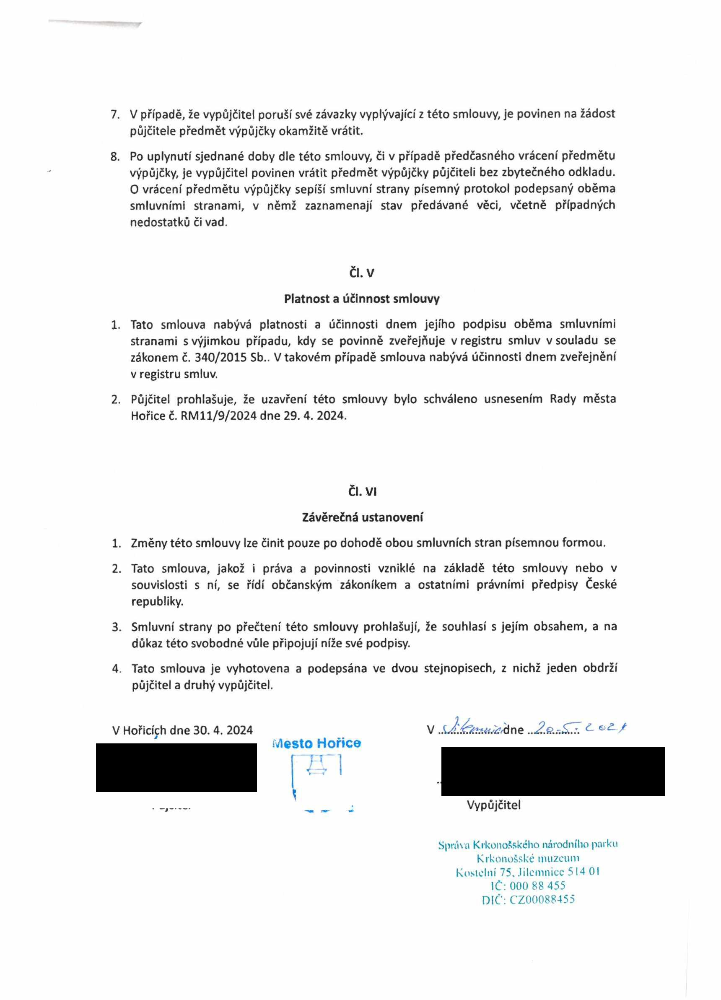 7. V případě, že vypůjčitel poruší své závazky vyplývající z této smlouvy, je povinen na žádost
půjčitele předmět výpůjčky okamžitě vrátit.
8. Po uplynutí sjednané doby dle této smlouvy, či v případě předčasného vrácení předmětu
výpůjčky, je vypůjčitel povinen vrátit předmět výpůjčky půjčiteli bez zbytečného odkladu.
O vrácení předmětu výpůjčky sepíší smluvní strany písemný protokol podepsaný oběma
smluvními stranami, v němž zaznamenají stav předávané věci, včetně případných
nedostatků či vad.
Čl. V
Platnost a účinnost smlouvy
1. Tato smlouva nabývá platnosti a účinnosti dnem jejího podpisu oběma smluvními
stranami s výjimkou případu, kdy se povinně zveřejňuje v registru smluv v souladu se
zákonem č. 340/2015 Sb.. V takovém případě smlouva nabývá účinnosti dnem zveřejnění
v registru smluv.
2. Půjčitel prohlašuje, že uzavření této smlouvy bylo schváleno usnesením Rady města
Hořice č. RM11/9/2024 dne 29. 4. 2024.
Čl. VI
Závěrečná ustanovení
1. Změny této smlouvy lze činit pouze po dohodě obou smluvních stran písemnou formou.
2. Tato smlouva, jakož i práva a povinnosti vzniklé na základě této smlouvy nebo v
souvislosti s ní, se řídí občanským zákoníkem a ostatními právními předpisy České
republiky.
3. Smluvní strany po přečtení této smlouvy prohlašují, že souhlasí s jejím obsahem, a na
důkaz této svobodné vůle připojují níže své podpisy.
4. Tato smlouva je vyhotovena a podepsána ve dvou stejnopisech, z nichž jeden obdrží
půjčitel a druhý vypůjčitel.
V Hořicích dne 30. 4. 2024
V Jilemnici dne 20. 5. 2024
Mesto Hořice
Vypůjčitel
Správa Krkonošského národního parku
Krkonošské muzeum
Kostelní 75, Jilemnice 514 01
IČ: 000 88 455
DIČ: CZ00088455